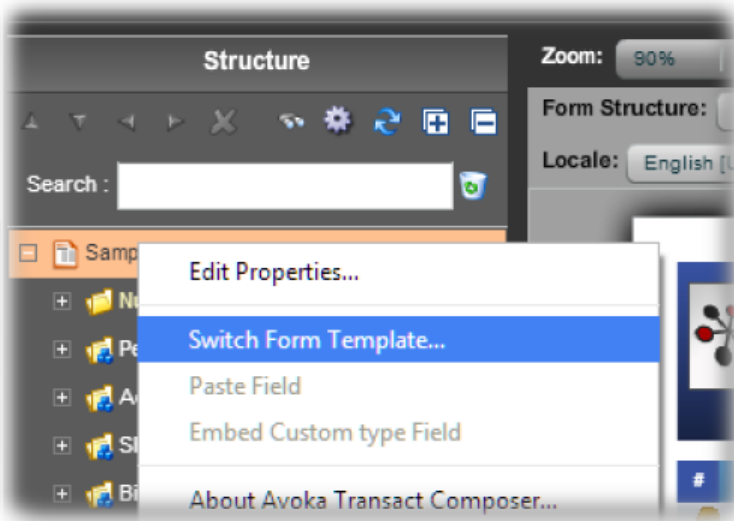 Structure
Zoom: 90%
Form Structure:
Search :
Locale: English
Edit Properties...
Switch Form Template...
Paste Field
Embed Custom type Field
About Avoka Transact Composer...
#